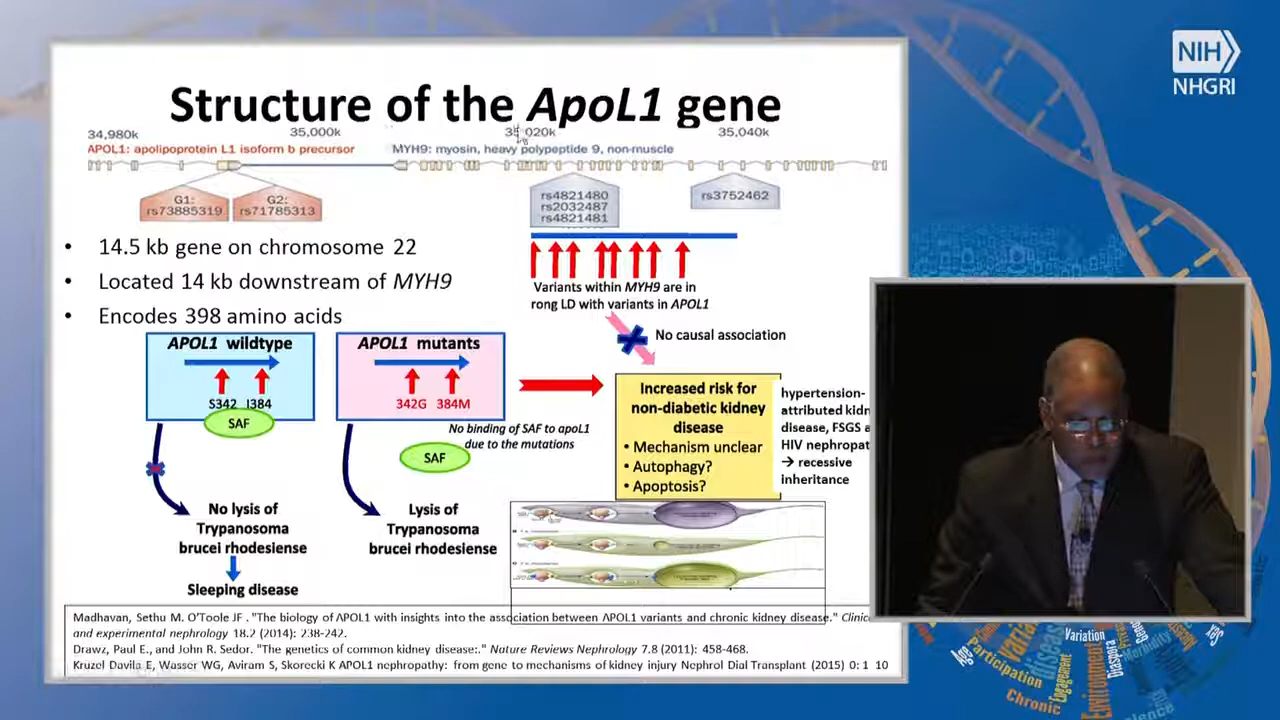 NIH
NHGRI
Structure of the ApoL1 gene
34,980k 35,000k 35,020k 35,040k
APOL1: apolipoprotein L1 isoform b precursor MYH9: myosin, heavy polypeptide 9, non-muscle
G1:
rs73885319
G2:
rs71785313
rs4821480
rs2032487
rs4821481
rs3752462
• 14.5 kb gene on chromosome 22
• Located 14 kb downstream of MYH9
• Encodes 398 amino acids
Variants within MYH9 are in
rong LD with variants in APOL1
No causal association
APOL1 wildtype
S342 I384
SAF
No lysis of
Trypanosoma
brucei rhodesiense
Sleeping disease
APOL1 mutants
342G 384M
No binding of SAF to apoL1
due to the mutations
SAF
Lysis of
Trypanosoma
brucei rhodesiense
Increased risk for
non-diabetic kidney
disease
• Mechanism unclear
• Autophagy?
• Apoptosis?
hypertension-
attributed kidn
disease, FSGS a
HIV nephropat
→ recessive
inheritance
Madhavan, Sethu M. O'Toole JF . "The biology of APOL1 with insights into the association between APOL1 variants and chronic kidney disease." Clinic
and experimental nephrology 18.2 (2014): 238-242.
Drawz, Paul E., and John R. Sedor. "The genetics of common kidney disease:." Nature Reviews Nephrology 7.8 (2011): 458-468.
Kruzel Davila E, Wasser WG, Aviram S, Skorecki K APOL1 nephropathy: from gene to mechanisms of kidney injury Nephrol Dial Transplant (2015) 0: 1 10
Age
Participation
Chronic
Disease
Engagement
Variation
Environment
Diaspora
Morbidity